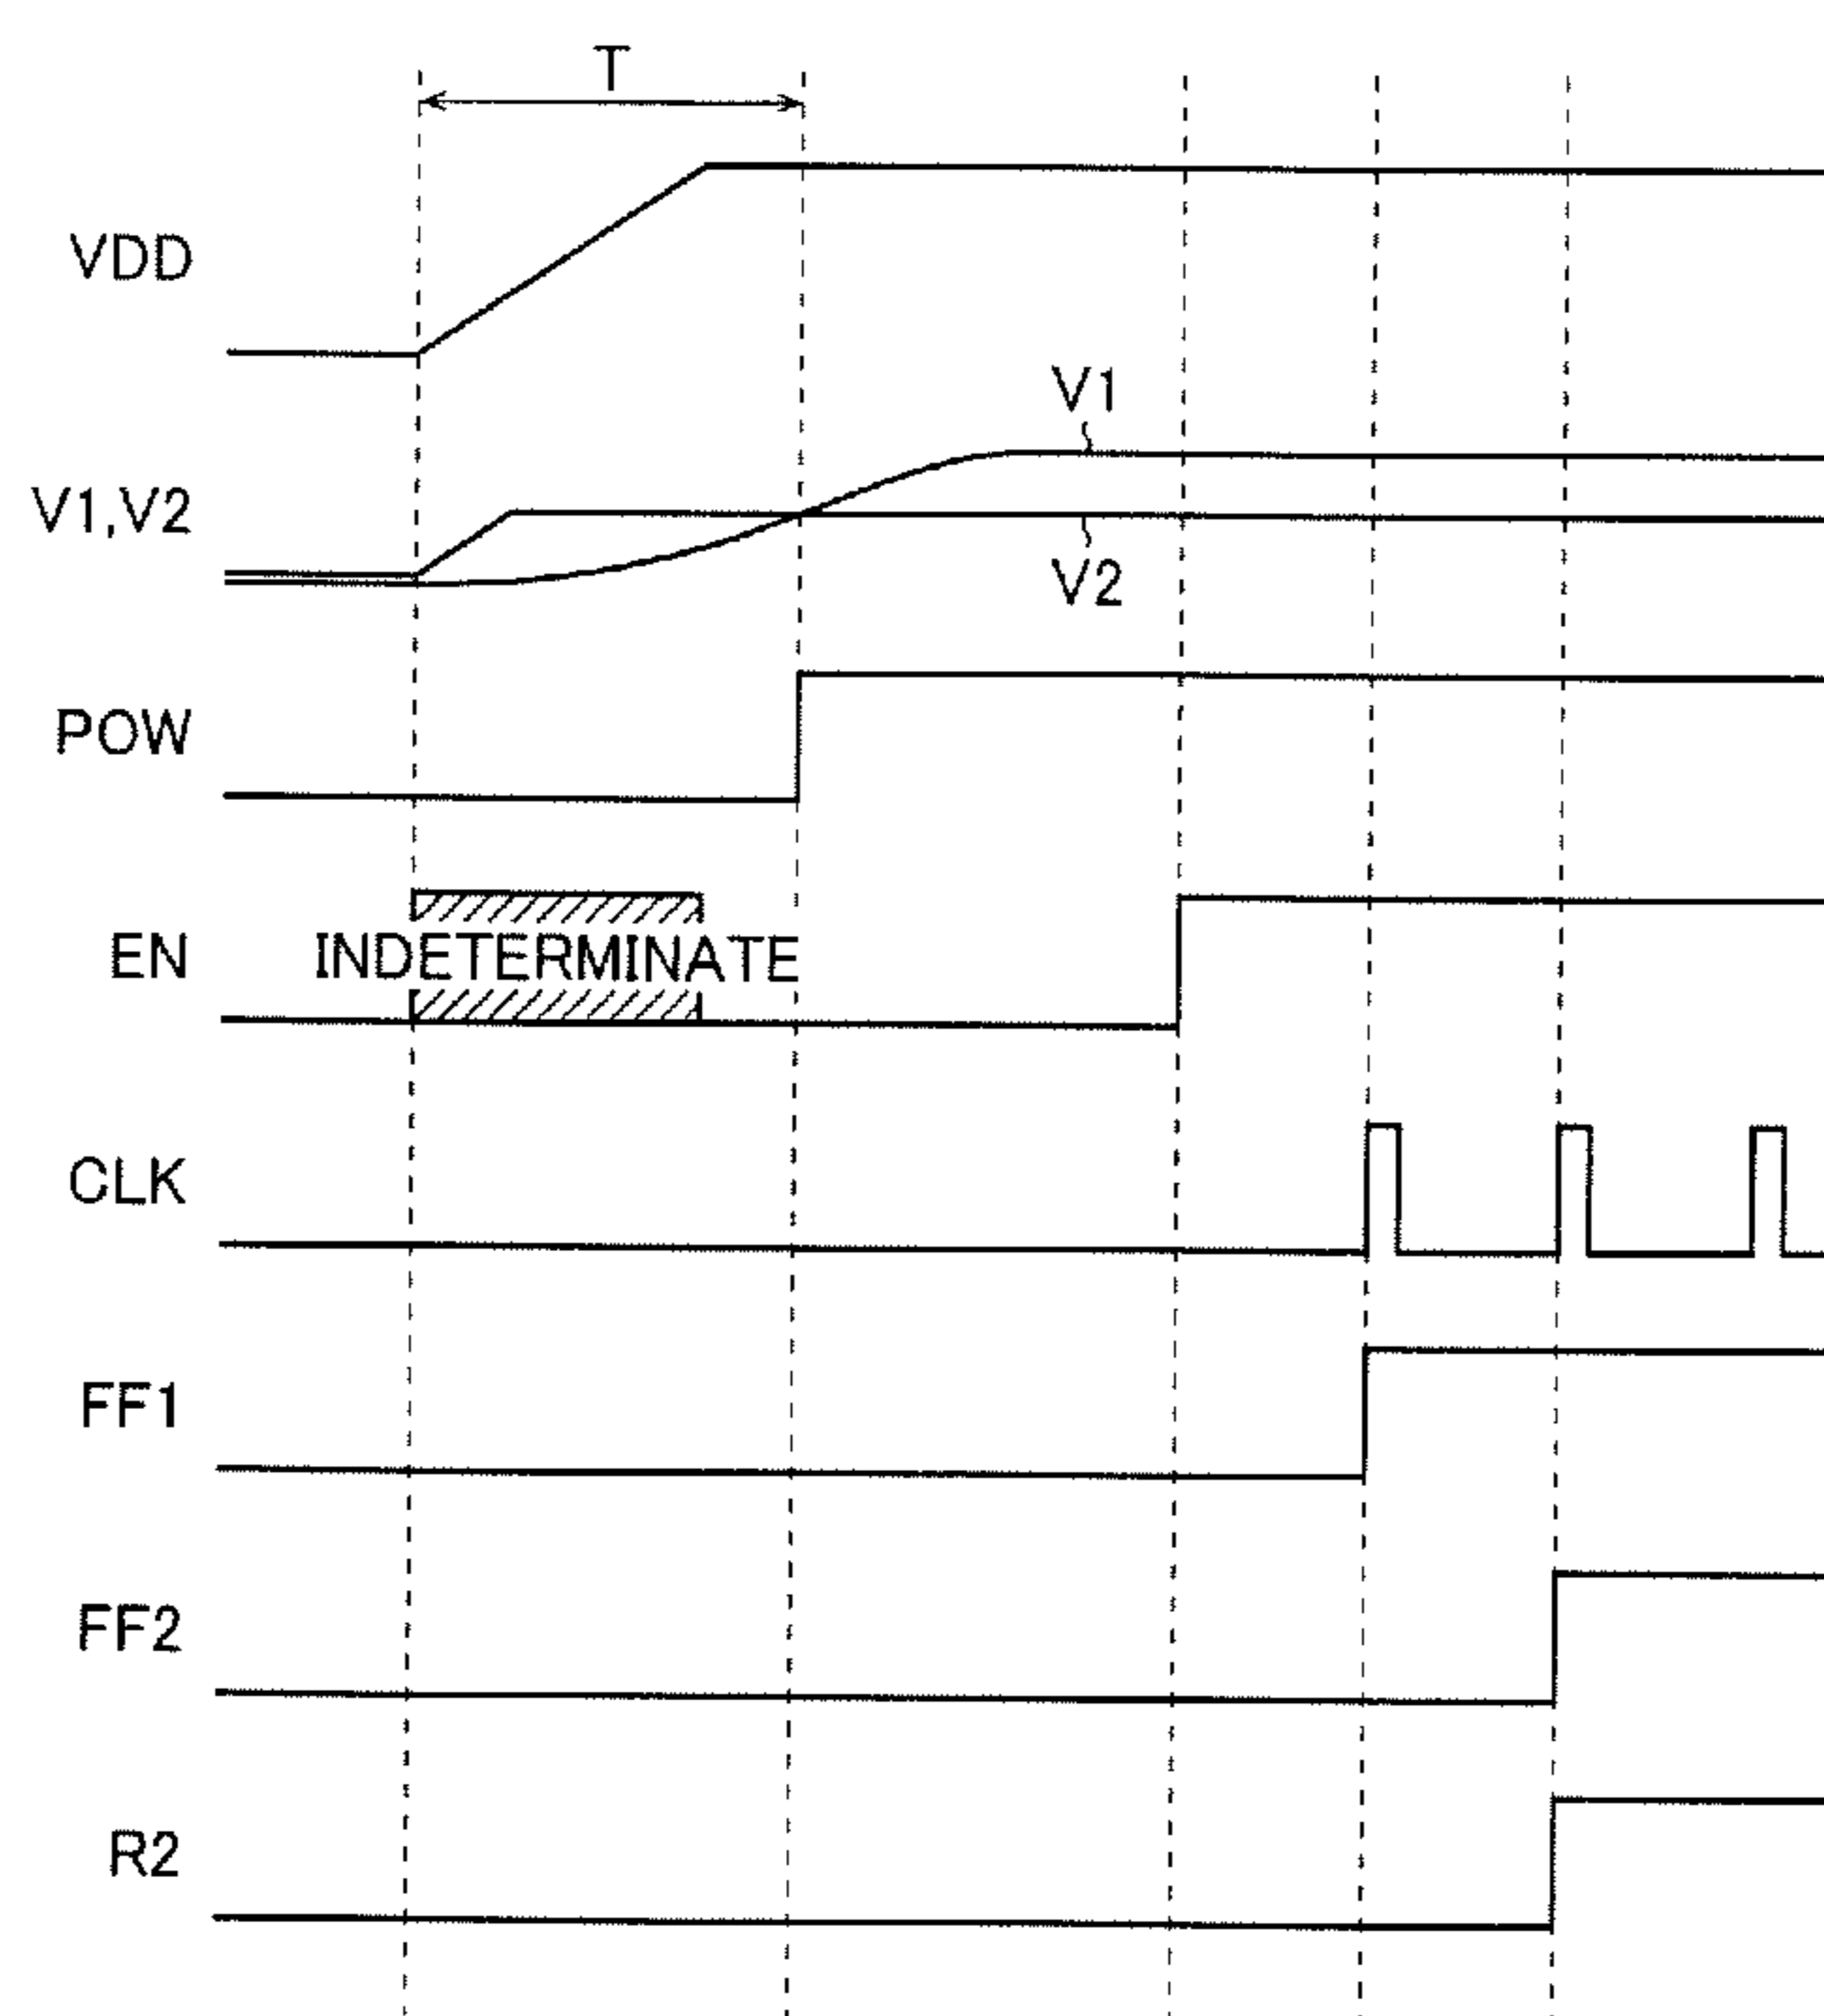 T
VDD
V1
V1,V2
V2
POW
EN
INDETERMINATE
CLK
FF1
FF2
R2